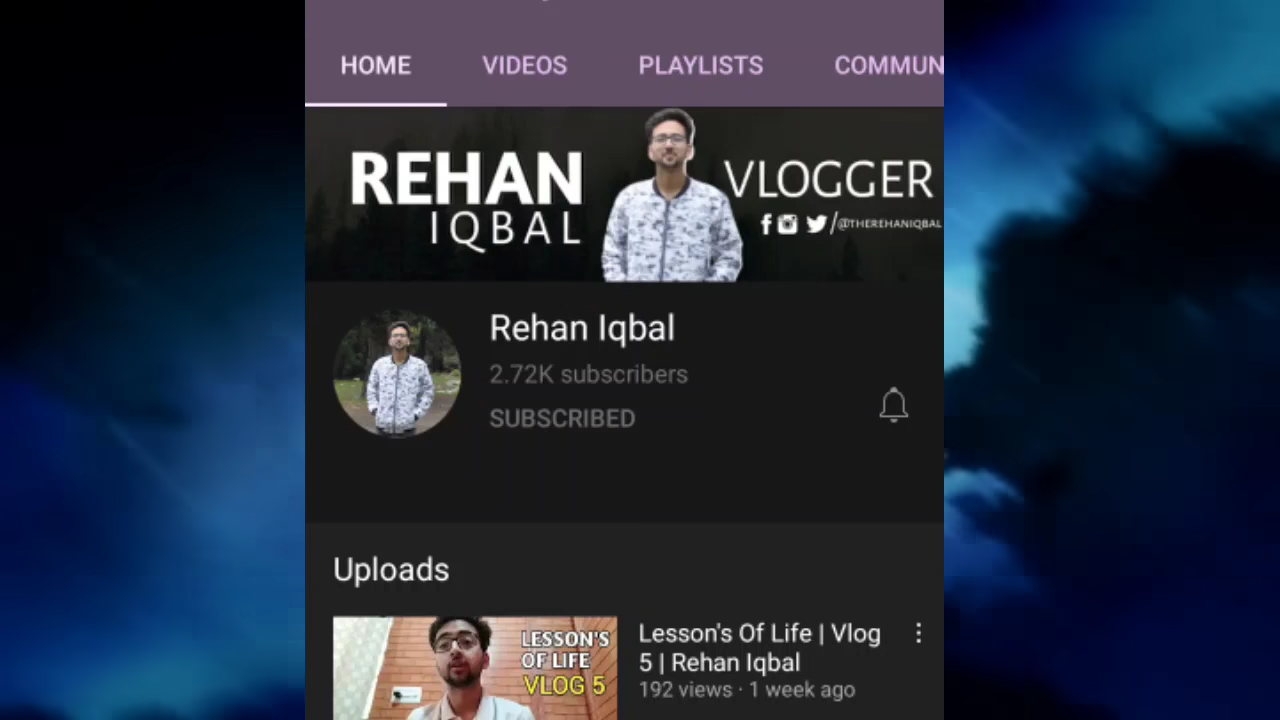 HOME VIDEOS PLAYLISTS COMMUN
REHAN
IQBAL
VLOGGER
/@THEREHANIQBAL
Rehan Iqbal
2.72K subscribers
SUBSCRIBED
Uploads
LESSON'S
OF LIFE
VLOG 5
Lesson's Of Life | Vlog
5 | Rehan Iqbal
192 views · 1 week ago